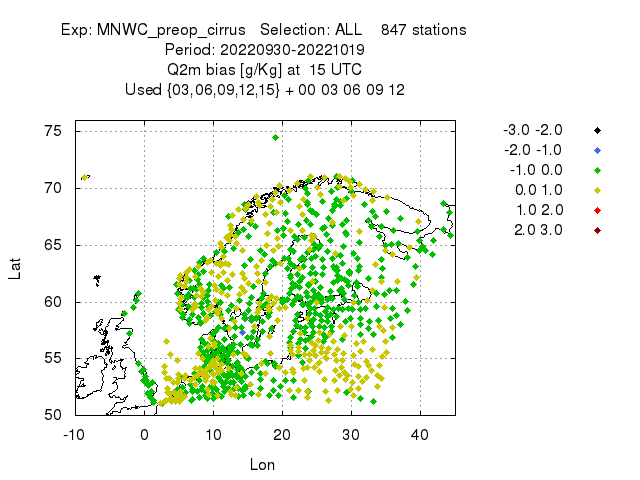 Exp: MNWC_preop_cirrus   Selection: ALL    847 stations
Period: 20220930-20221019
Q2m bias [g/Kg] at  15 UTC
Used {03,06,09,12,15} + 00 03 06 09 12
-3.0 -2.0
-2.0 -1.0
-1.0 0.0
0.0 1.0
1.0 2.0
2.0 3.0
75
70
65
60
55
50
Lat
-10 0 10 20 30 40
Lon